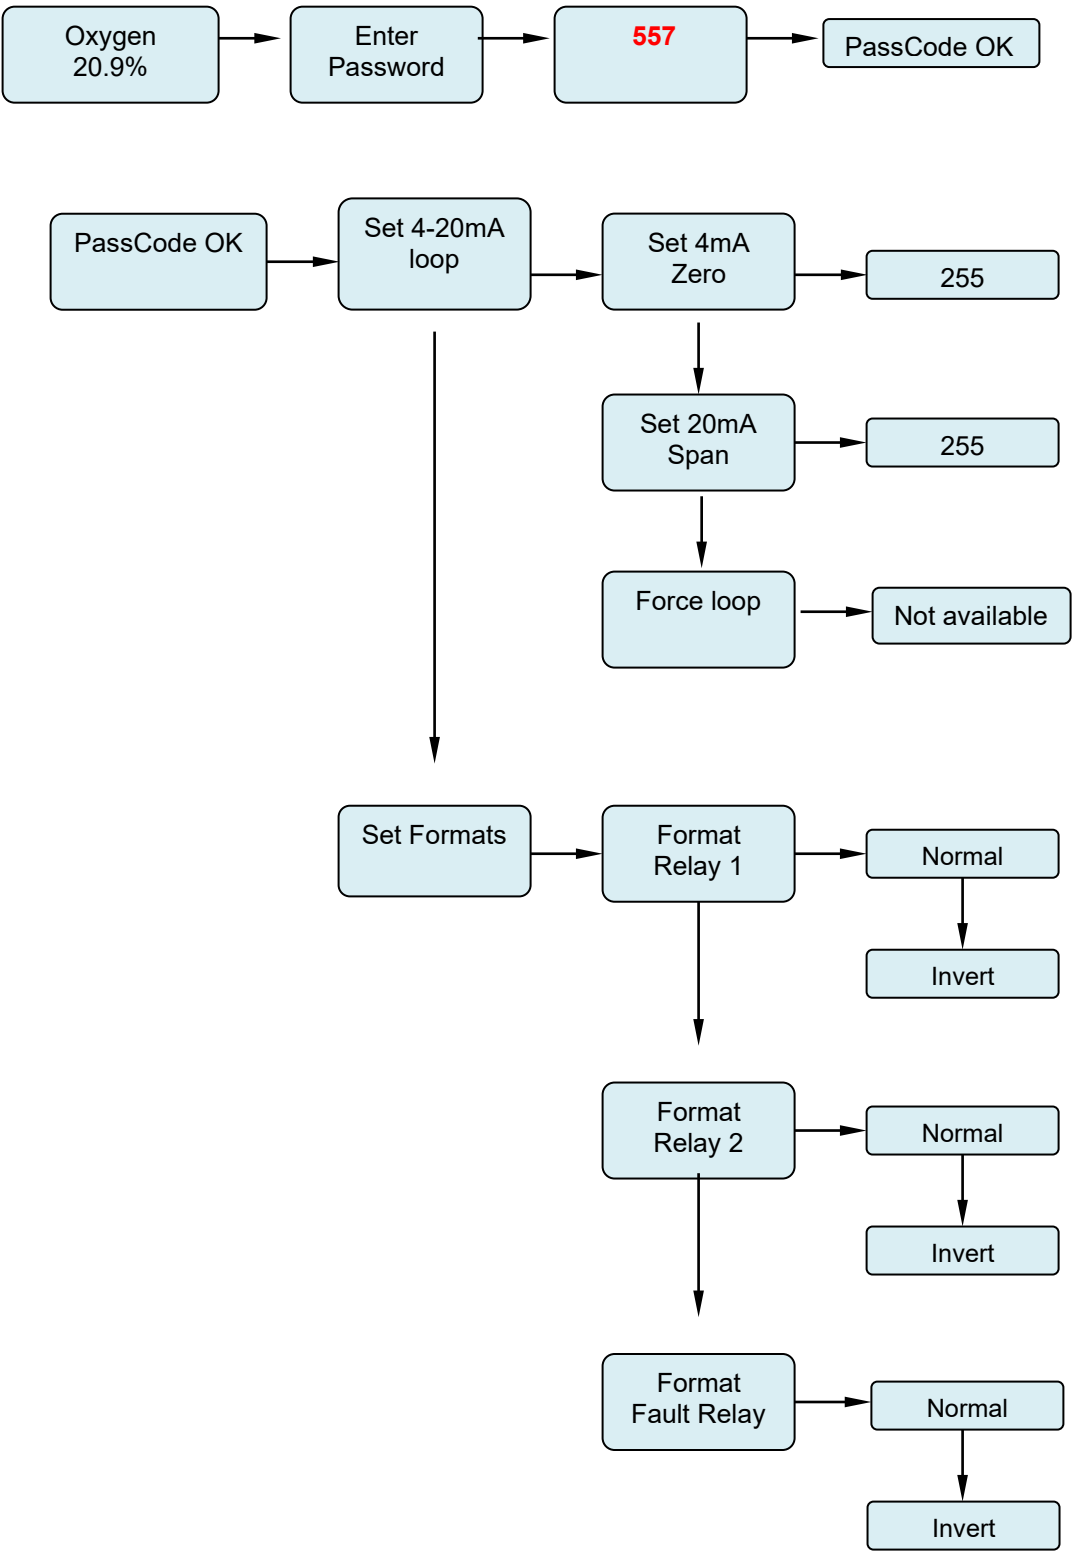 Oxygen
20.9%
Enter
Password
557
PassCode OK
PassCode OK
Set 4-20mA
loop
Set 4mA
Zero
255
Set 20mA
Span
255
Force loop
Not available
Set Formats
Format
Relay 1
Normal
Invert
Format
Relay 2
Normal
Invert
Format
Fault Relay
Normal
Invert